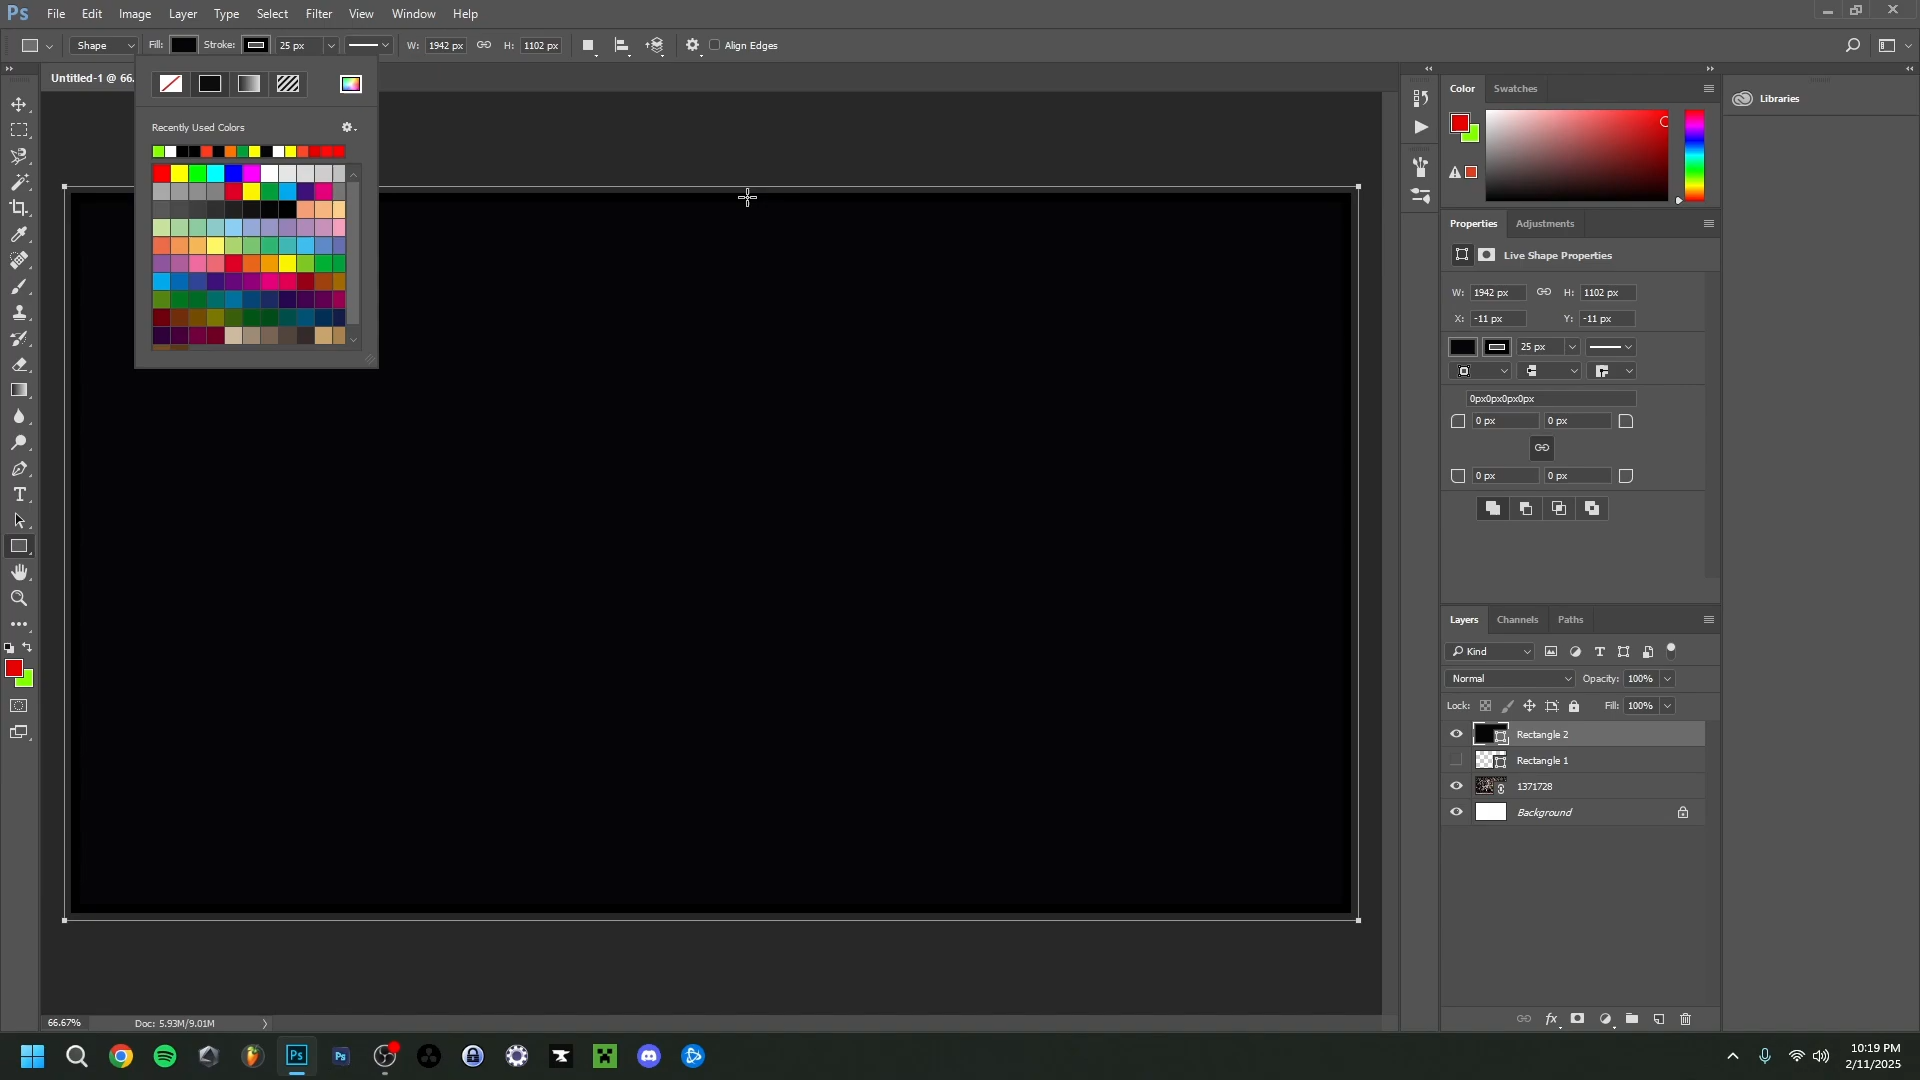 Ps File Edit Image Layer Type Select Filter View Window Help
Shape Fill: Stroke: 25 px W: 1942 px H: 1102 px Align Edges
Untitled-1 @ 66.
Recently Used Colors
Color Swatches
Libraries
Properties Adjustments
Live Shape Properties
W: 1942 px H: 1102 px
X: -11 px Y: -11 px
25 px
0px0px0px0px
0 px 0 px
0 px 0 px
Layers Channels Paths
Kind
Normal Opacity: 100%
Lock: Fill: 100%
Rectangle 2
Rectangle 1
1371728
Background
66.67% Doc: 5.93M/9.01M
Ps Ps
10:19 PM
2/11/2025